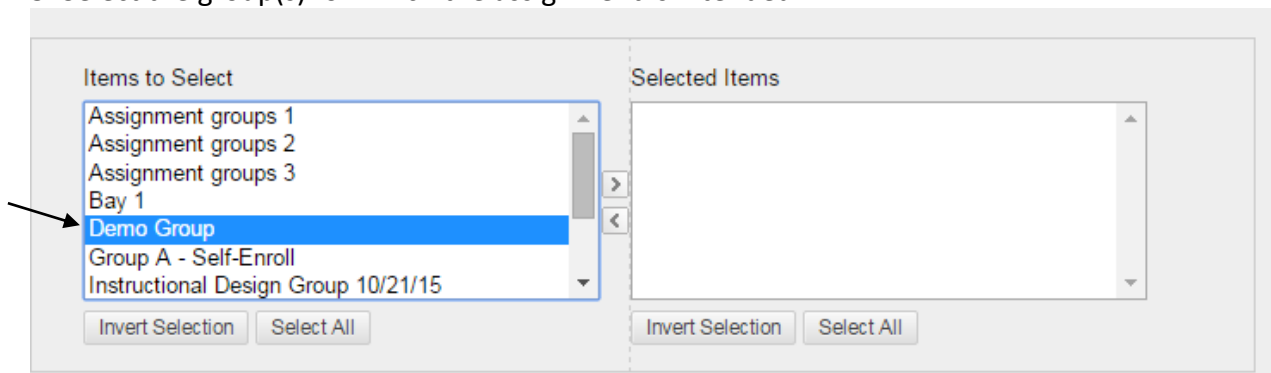 Items to Select
Assignment groups 1
Assignment groups 2
Assignment groups 3
Bay 1
Demo Group
Group A - Self-Enroll
Instructional Design Group 10/21/15
Invert Selection Select All
Selected Items
Invert Selection Select All